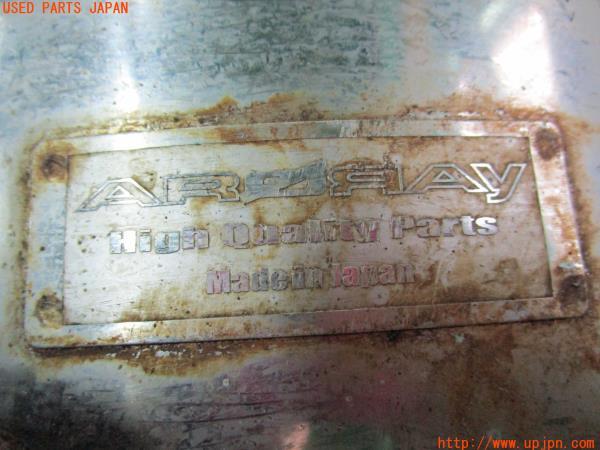 USED PARTS JAPAN
ARQRAy
High Quality Parts
Made in Japan
http://www.upjpn.com